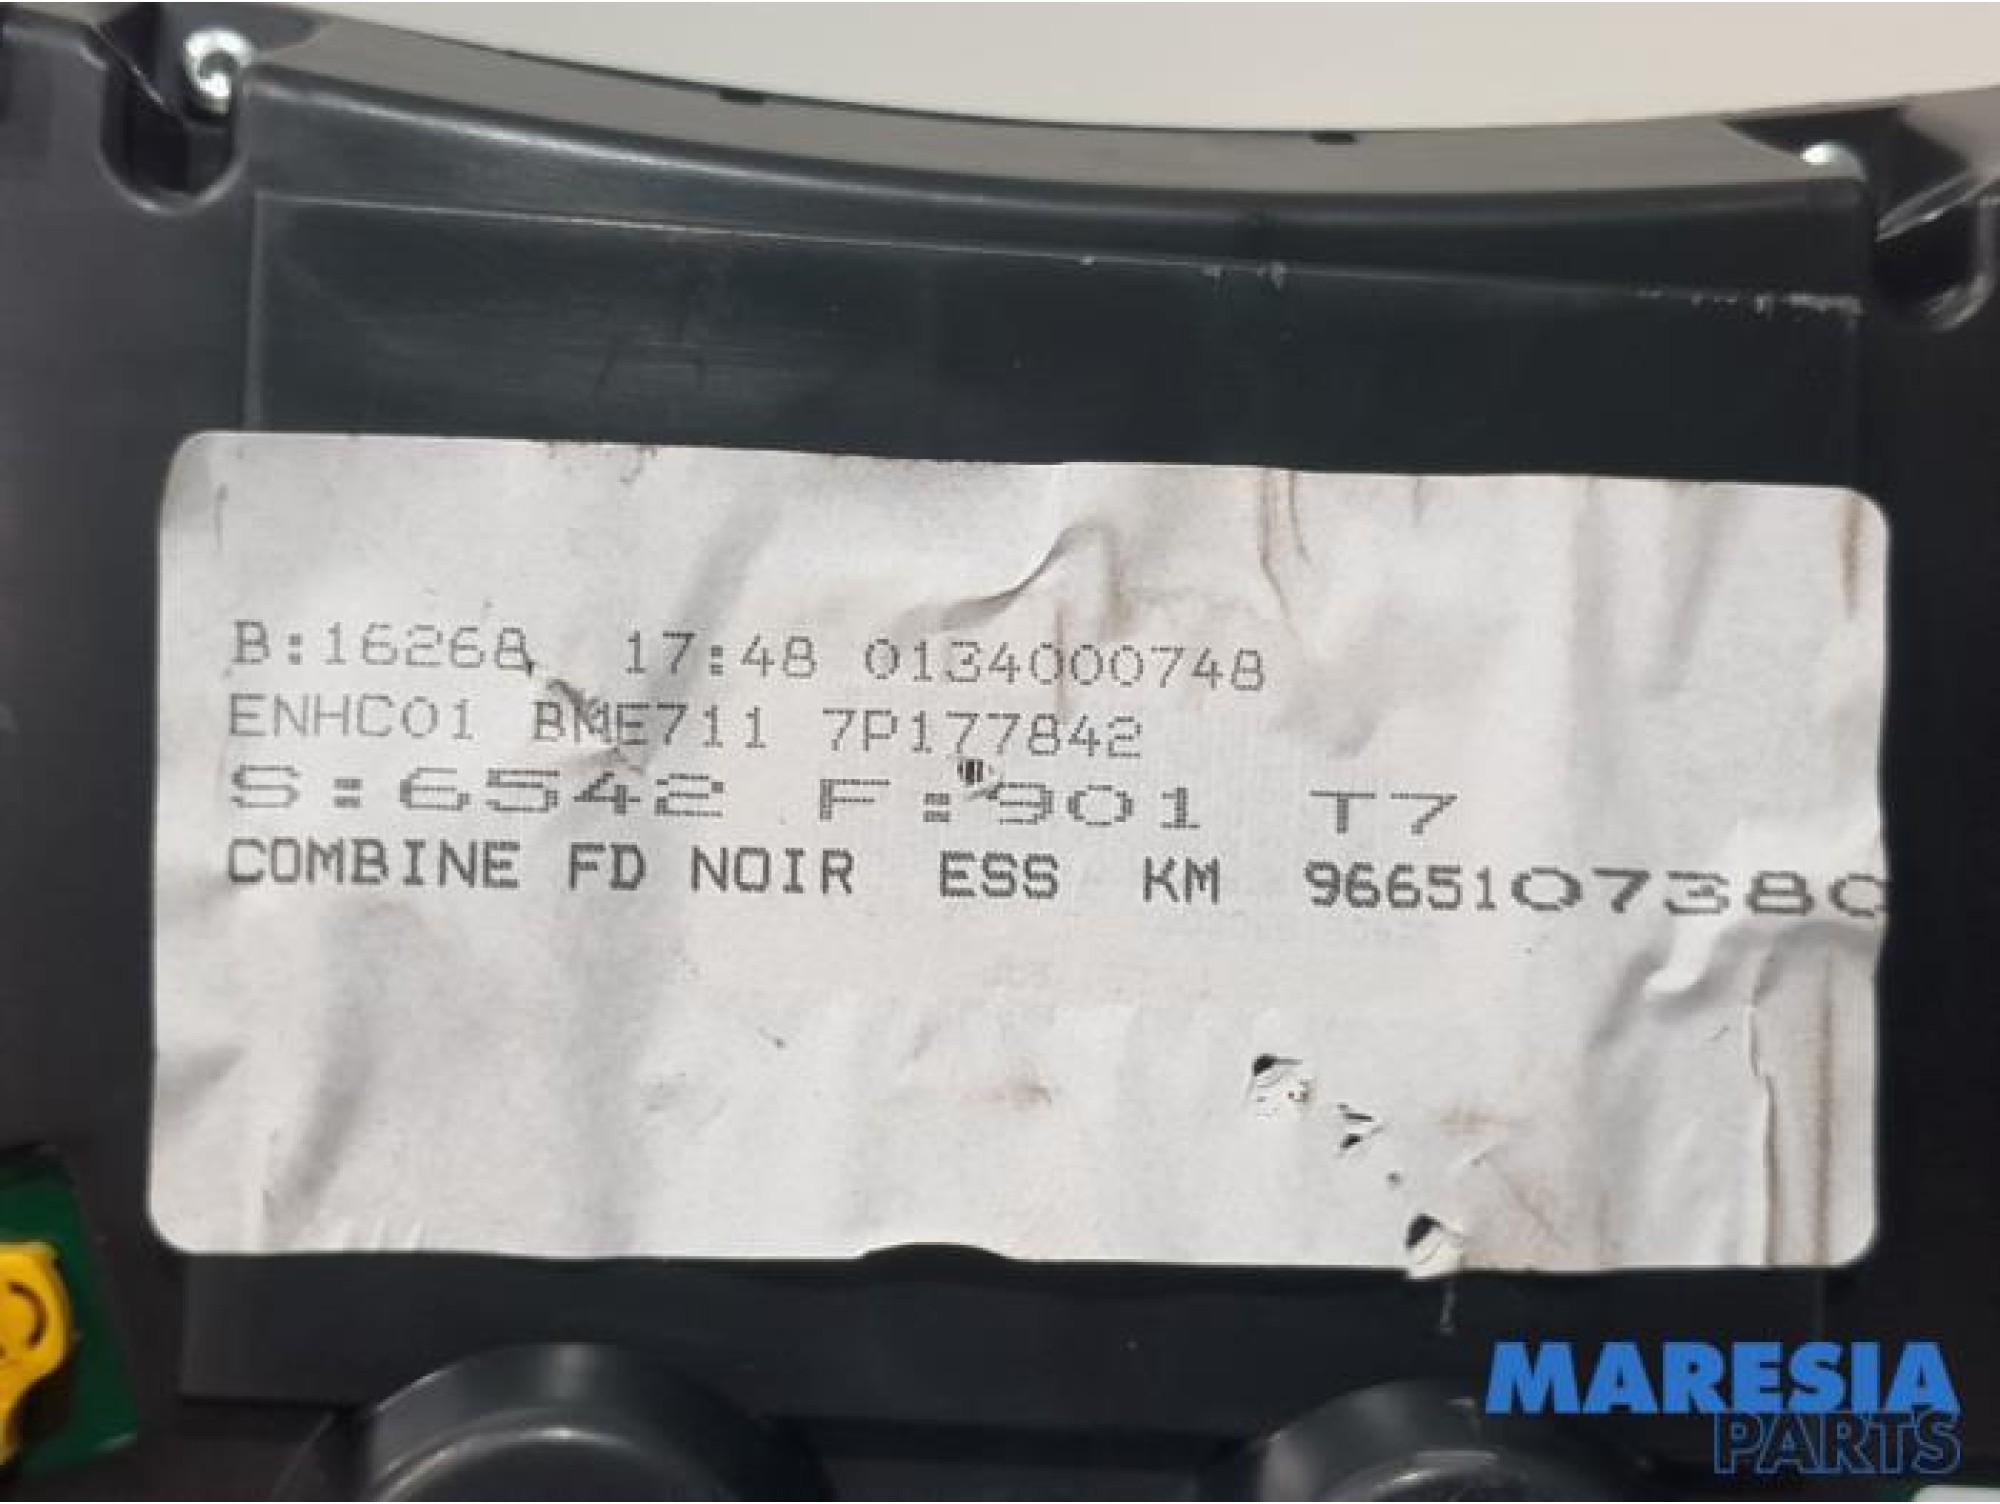 B:16268 17:48 0134000748
ENHC01 BME711 7P177842
S:6542 F:901 T7
COMBINE FD NOIR ESS KM 9665107380
MARESIA
PARTS